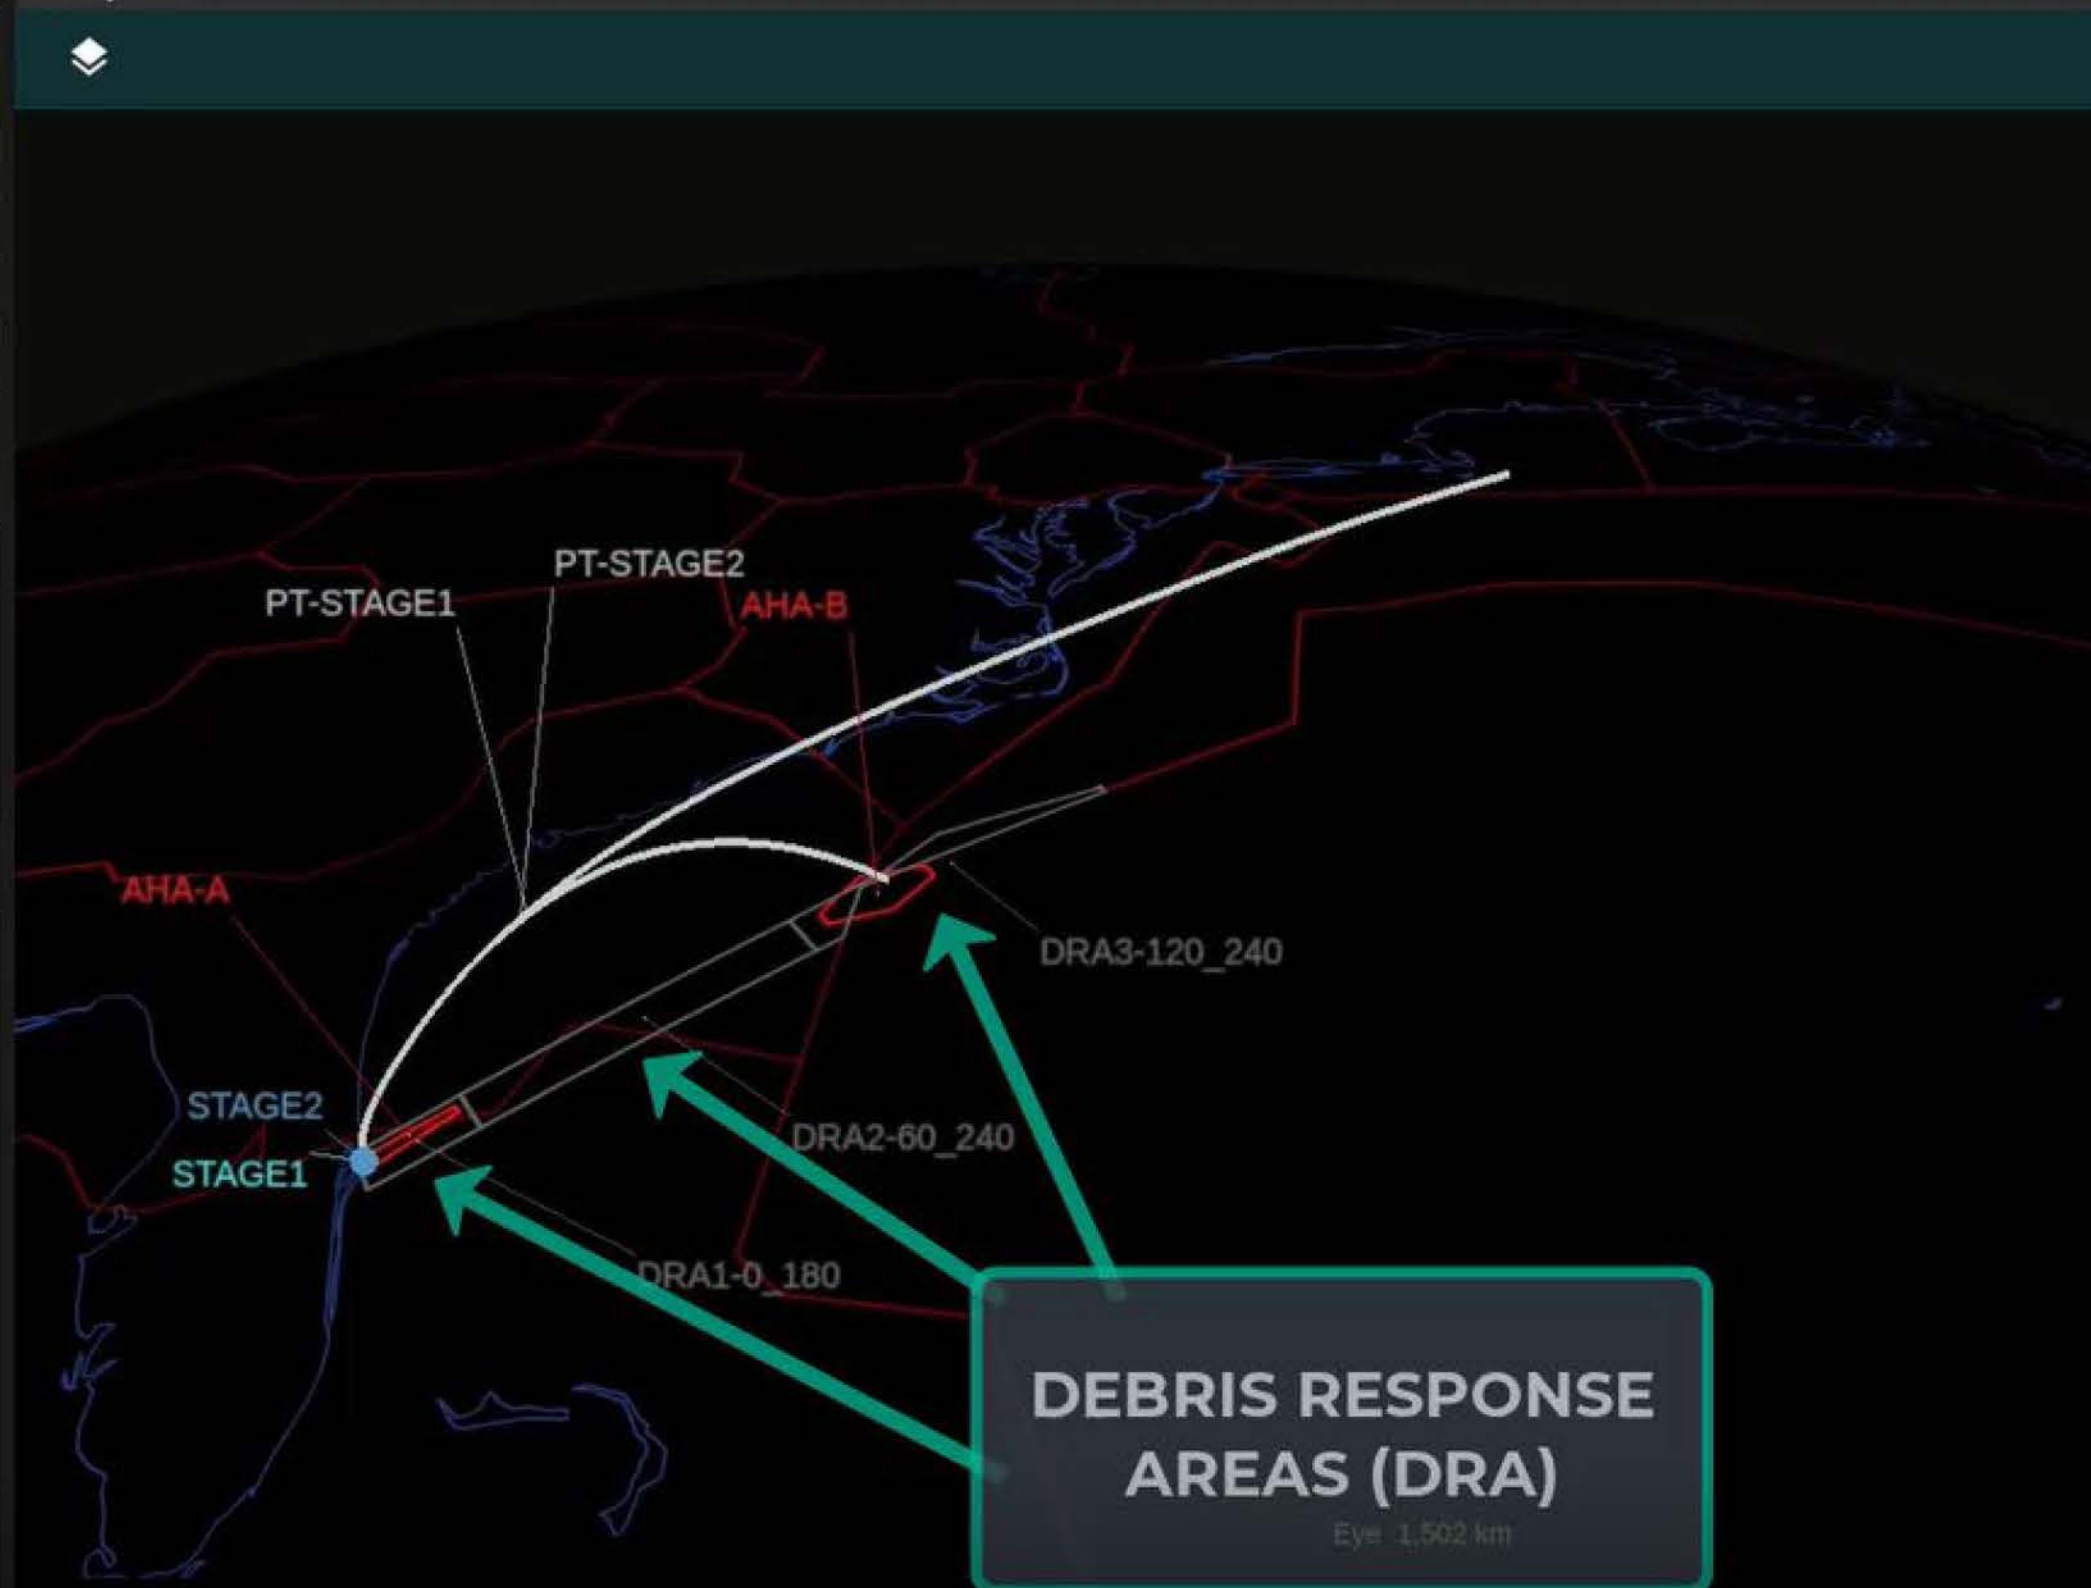 PT-STAGE2
PT-STAGE1
AHA-B
AHA-A
DRA3-120_240
STAGE2
DRA2-60_240
STAGE1
DRA1-0_180
DEBRIS RESPONSE
AREAS (DRA)
Eye 1,502 km